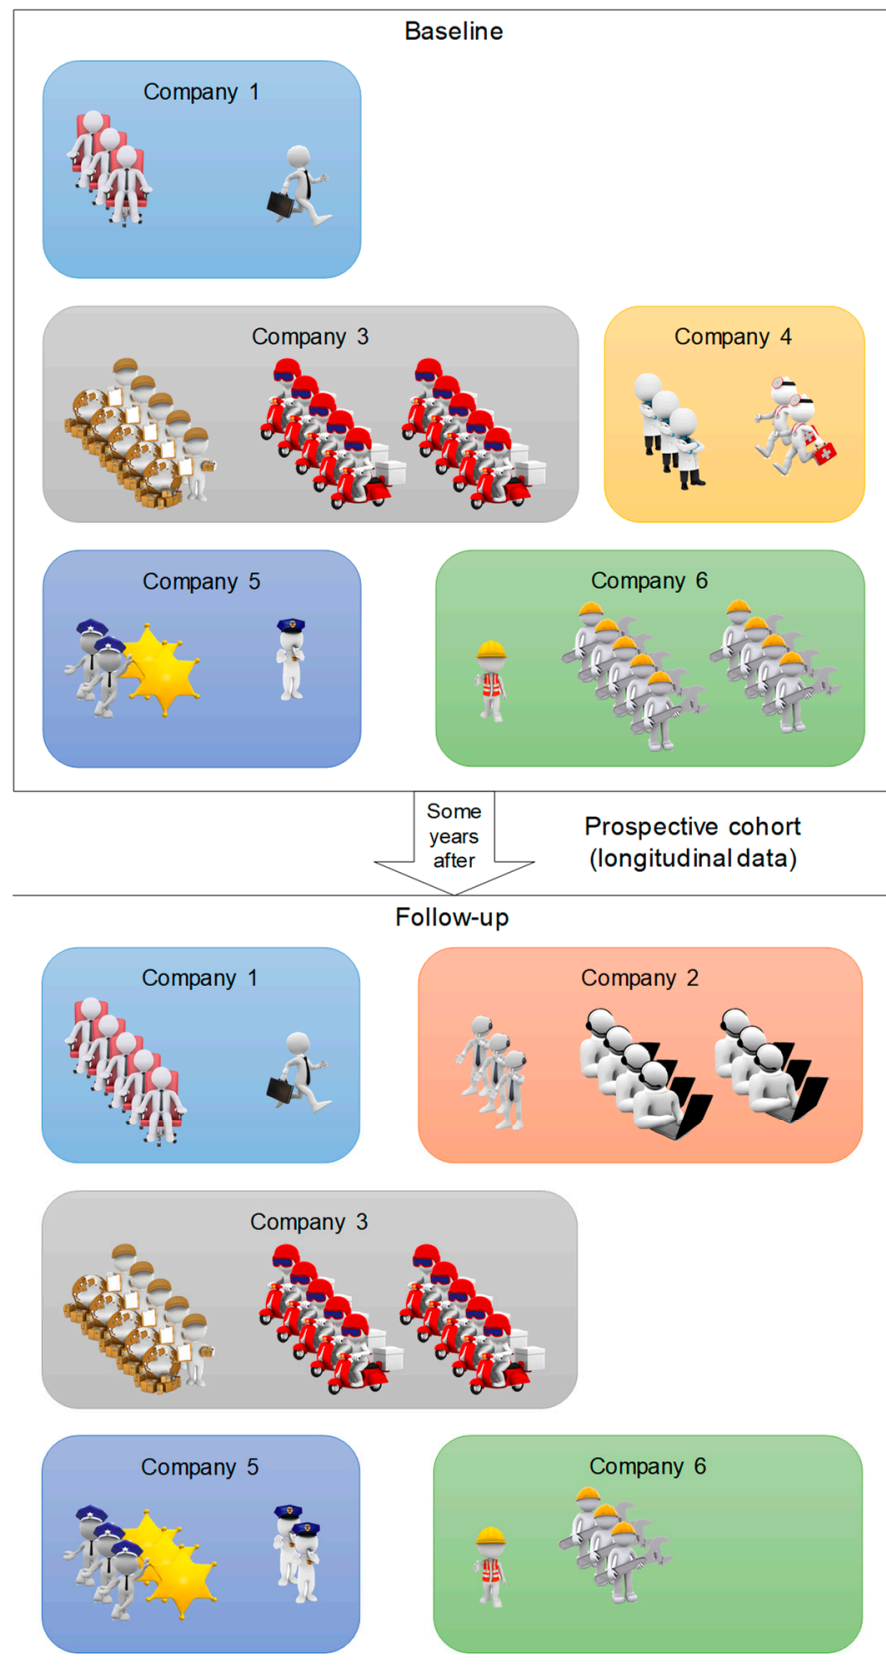 Baseline
Company 1
Company 3
Company 4
Company 5
Company 6
Some
years
after
Prospective cohort
(longitudinal data)
Follow-up
Company 1
Company 2
Company 3
Company 5
Company 6